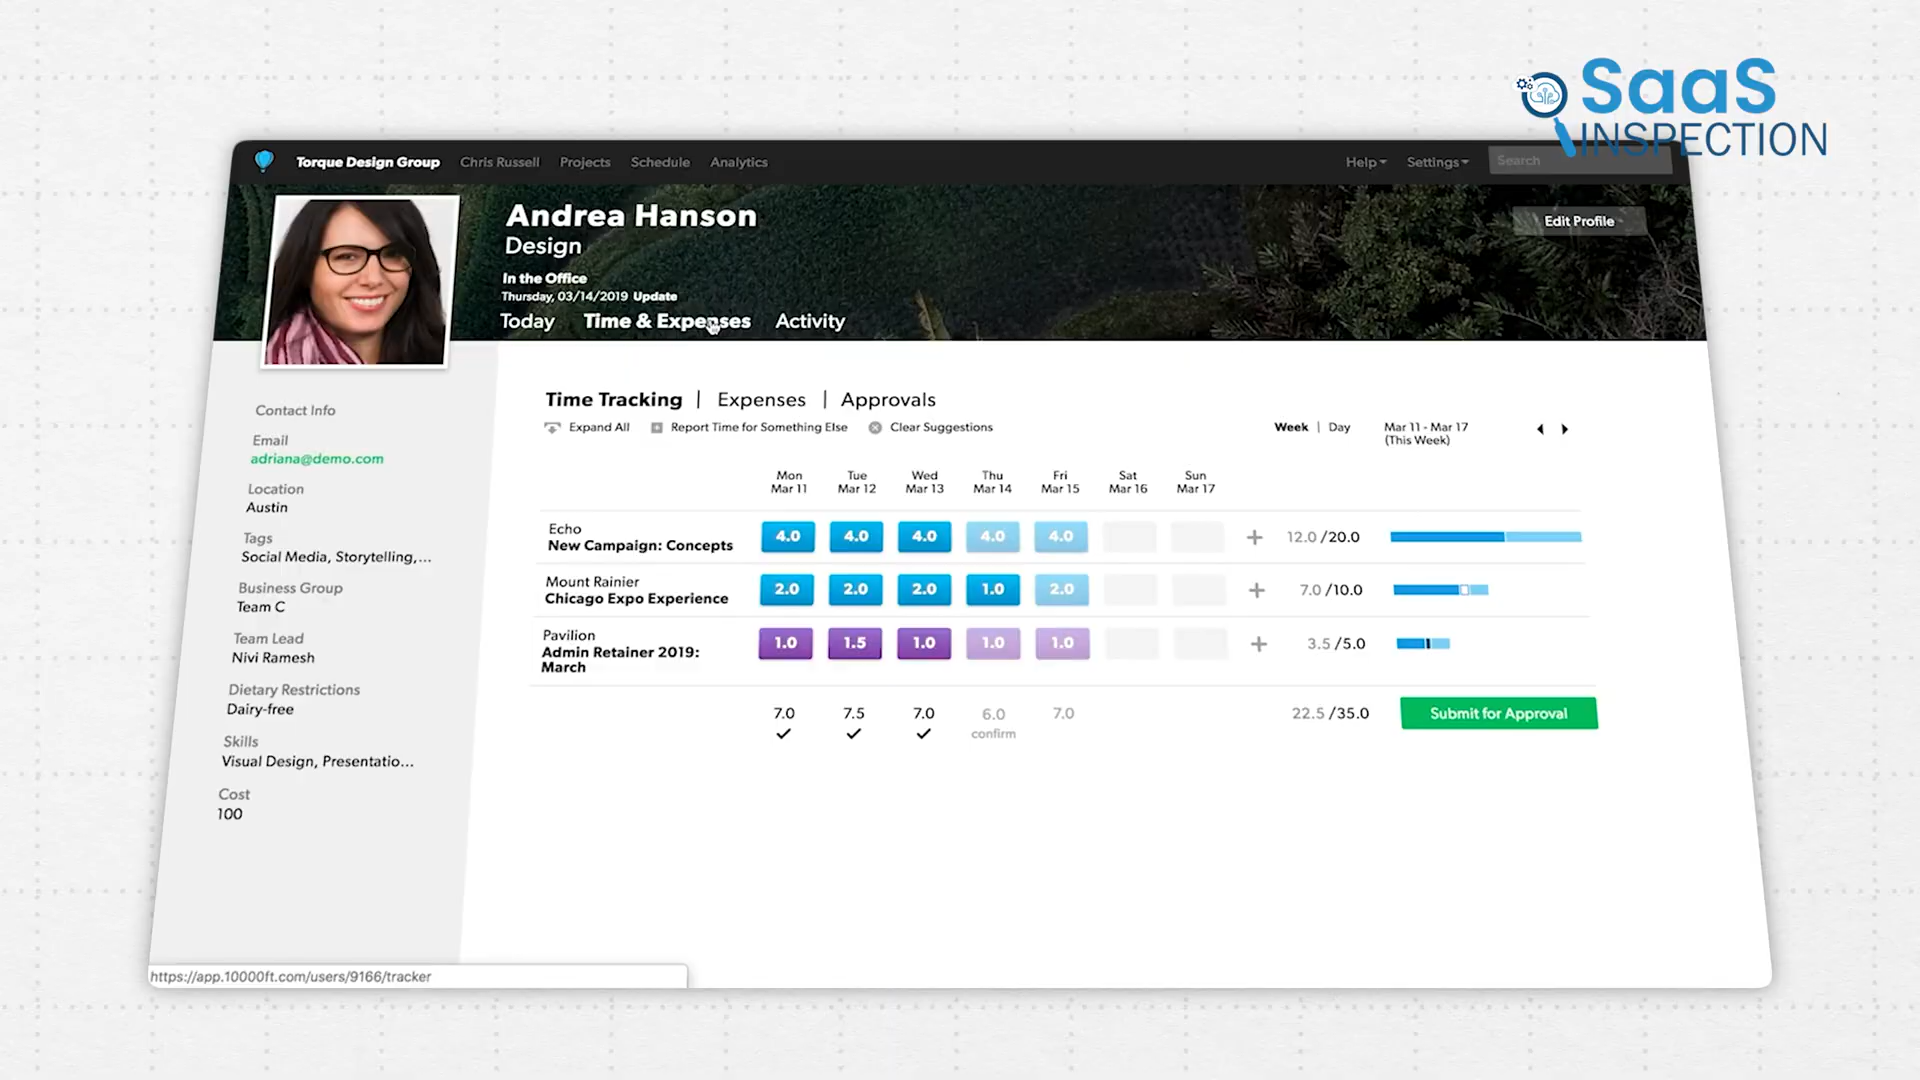 SaaS
INSPECTION
Torque Design Group Chris Russell Projects Schedule Analytics Help Settings Search
Andrea Hanson
Edit Profile
Design
In the Office
Thursday, 03/14/2019 Update
Today Time & Expenses Activity
Contact Info
Email
adriana@demo.com
Location
Austin
Tags
Social Media, Storytelling,...
Business Group
Team C
Team Lead
Nivi Ramesh
Dietary Restrictions
Dairy-free
Skills
Visual Design, Presentatio...
Cost
100
Time Tracking | Expenses | Approvals
Expand All Report Time for Something Else Clear Suggestions
Week | Day
Mar 11 - Mar 17
(This Week)
Mon Tue Wed Thu Fri Sat Sun
Mar 11 Mar 12 Mar 13 Mar 14 Mar 15 Mar 16 Mar 17
Echo
New Campaign: Concepts
4.0 4.0 4.0 4.0 4.0 + 12.0 /20.0
Mount Rainier
Chicago Expo Experience
2.0 2.0 2.0 1.0 2.0 + 7.0 /10.0
Pavilion
Admin Retainer 2019:
March
1.0 1.5 1.0 1.0 1.0 + 3.5 /5.0
7.0 7.5 7.0 6.0 7.0 22.5 /35.0 Submit for Approval
confirm
https://app.10000ft.com/users/9166/tracker